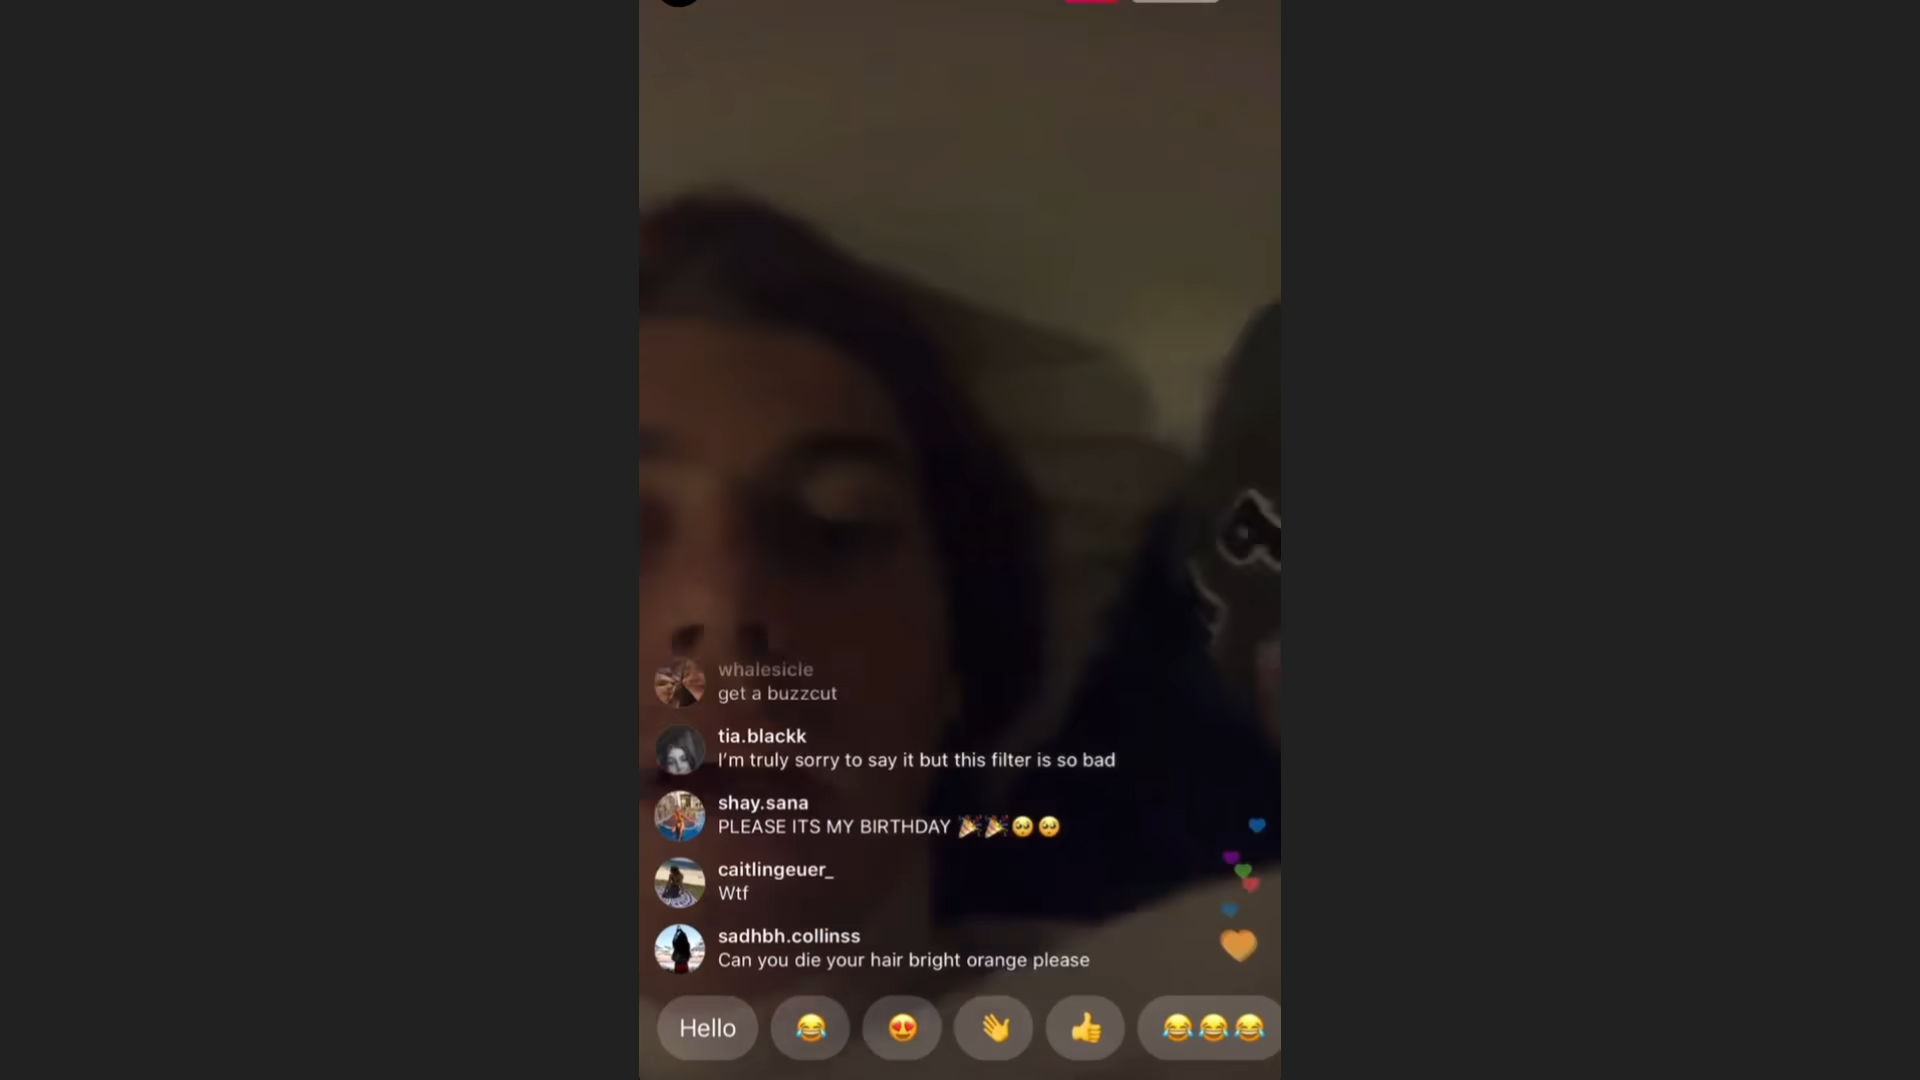 whalesicle
get a buzzcut
tia.blackk
I’m truly sorry to say it but this filter is so bad
shay.sana
PLEASE ITS MY BIRTHDAY 🎉🎉🥺🥺
caitlingeuer_
Wtf
sadhbh.collinss
Can you die your hair bright orange please
Hello 😂 😍 👋 👍 😂😂😂